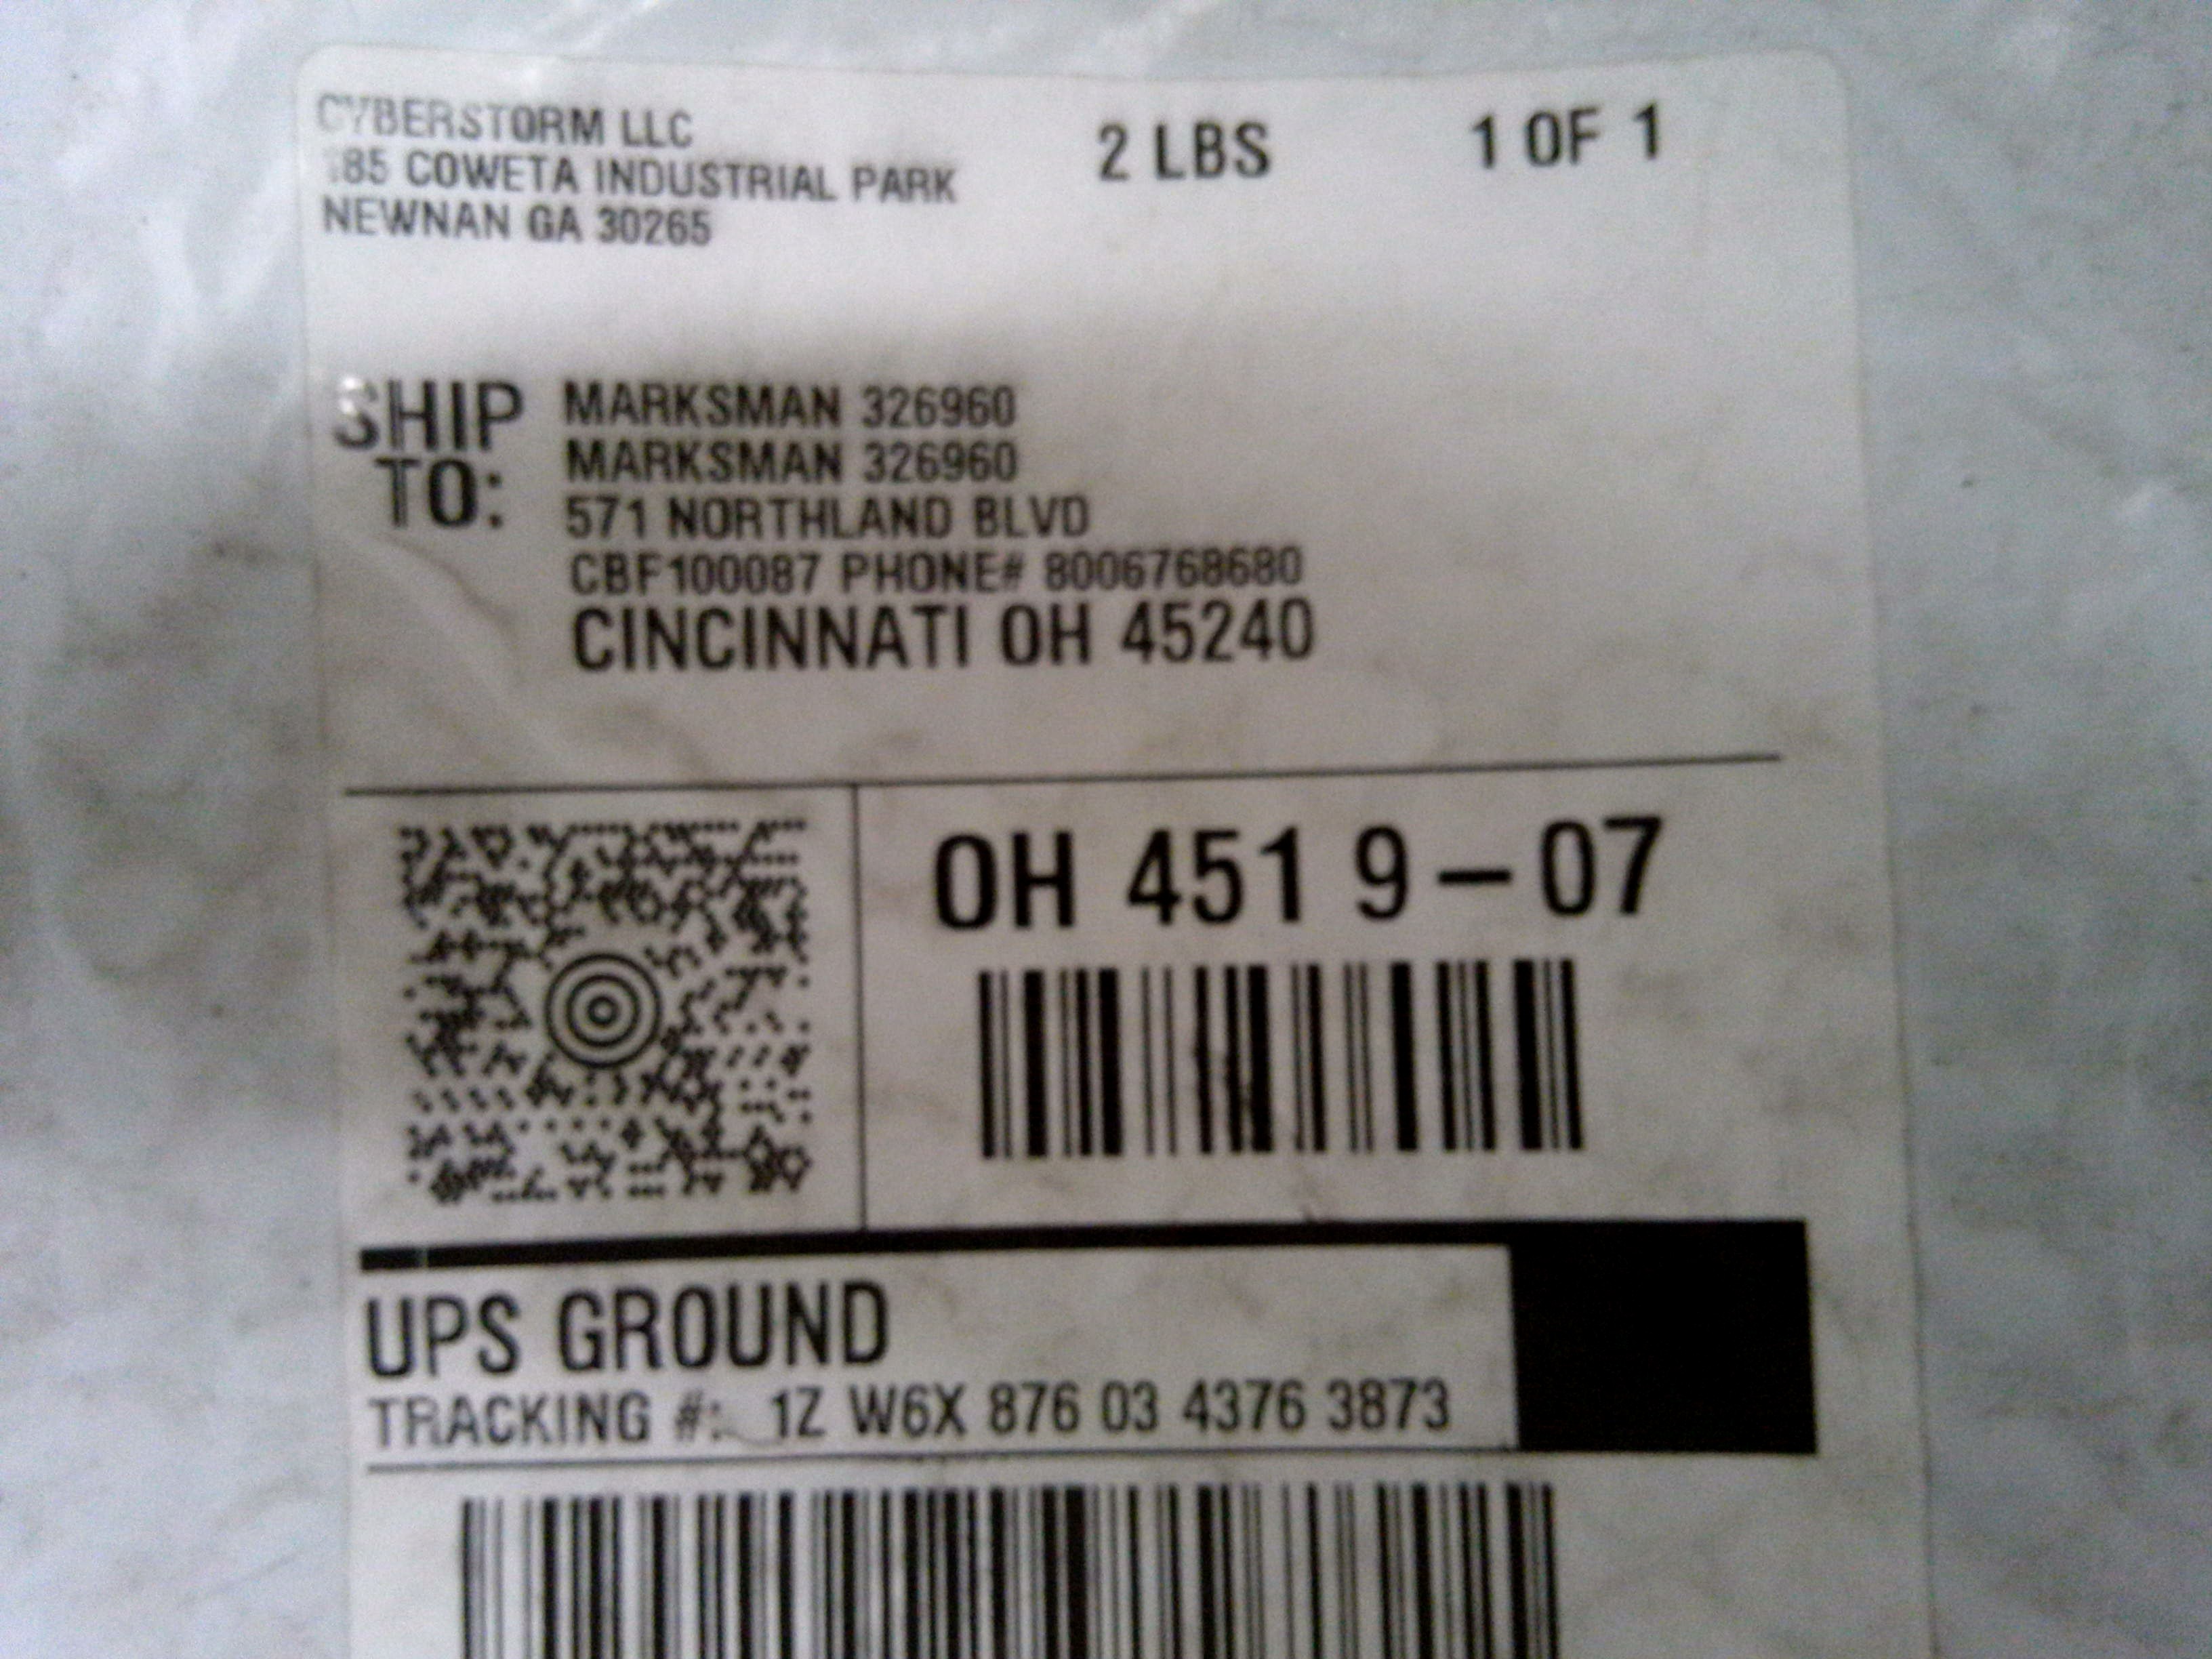 CYBERSTORM LLC
185 COWETA INDUSTRIAL PARK
NEWNAN GA 30265
2 LBS
1 OF 1
SHIP TO:
MARKSMAN 326960
MARKSMAN 326960
571 NORTHLAND BLVD
CBF100087 PHONE# 8006768680
CINCINNATI OH 45240
OH 451 9-07
UPS GROUND
TRACKING #: 1Z W6X 876 03 4376 3873